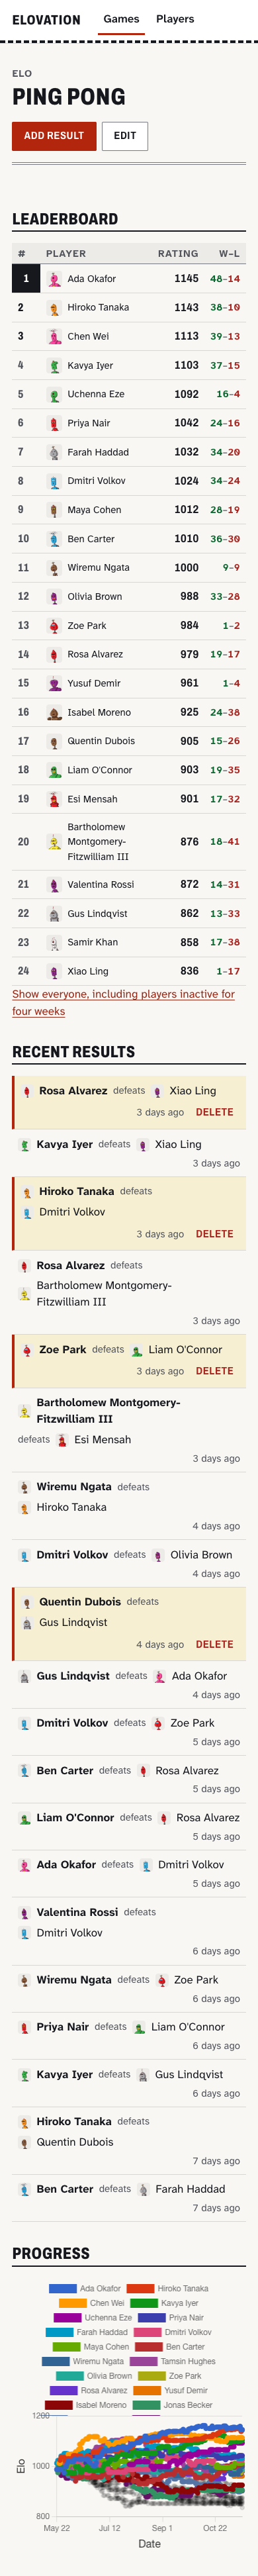 ELOVATION Games Players
ELO
PING PONG
ADD RESULT EDIT
LEADERBOARD
# PLAYER RATING W–L
1 Ada Okafor 1145 48–14
2 Hiroko Tanaka 1143 38–10
3 Chen Wei 1113 39–13
4 Kavya Iyer 1103 37–15
5 Uchenna Eze 1092 16–4
6 Priya Nair 1042 24–16
7 Farah Haddad 1032 34–20
8 Dmitri Volkov 1024 34–24
9 Maya Cohen 1012 28–19
10 Ben Carter 1010 36–30
11 Wiremu Ngata 1000 9–9
12 Olivia Brown 988 33–28
13 Zoe Park 984 1–2
14 Rosa Alvarez 979 19–17
15 Yusuf Demir 961 1–4
16 Isabel Moreno 925 24–38
17 Quentin Dubois 905 15–26
18 Liam O'Connor 903 19–35
19 Esi Mensah 901 17–32
20 Bartholomew
Montgomery-
Fitzwilliam III 876 18–41
21 Valentina Rossi 872 14–31
22 Gus Lindqvist 862 13–33
23 Samir Khan 858 17–38
24 Xiao Ling 836 1–17
Show everyone, including players inactive for
four weeks
RECENT RESULTS
Rosa Alvarez defeats Xiao Ling
3 days ago DELETE
Kavya Iyer defeats Xiao Ling
3 days ago
Hiroko Tanaka defeats
Dmitri Volkov
3 days ago DELETE
Rosa Alvarez defeats
Bartholomew Montgomery-
Fitzwilliam III
3 days ago
Zoe Park defeats Liam O'Connor
3 days ago DELETE
Bartholomew Montgomery-
Fitzwilliam III
defeats Esi Mensah
3 days ago
Wiremu Ngata defeats
Hiroko Tanaka
4 days ago
Dmitri Volkov defeats Olivia Brown
4 days ago
Quentin Dubois defeats
Gus Lindqvist
4 days ago DELETE
Gus Lindqvist defeats Ada Okafor
4 days ago
Dmitri Volkov defeats Zoe Park
5 days ago
Ben Carter defeats Rosa Alvarez
5 days ago
Liam O'Connor defeats Rosa Alvarez
5 days ago
Ada Okafor defeats Dmitri Volkov
5 days ago
Valentina Rossi defeats
Dmitri Volkov
6 days ago
Wiremu Ngata defeats Zoe Park
6 days ago
Priya Nair defeats Liam O'Connor
6 days ago
Kavya Iyer defeats Gus Lindqvist
6 days ago
Hiroko Tanaka defeats
Quentin Dubois
7 days ago
Ben Carter defeats Farah Haddad
7 days ago
PROGRESS
Ada Okafor Hiroko Tanaka
Chen Wei Kavya Iyer
Uchenna Eze Priya Nair
Farah Haddad Dmitri Volkov
Maya Cohen Ben Carter
Wiremu Ngata Tamsin Hughes
Olivia Brown Zoe Park
Rosa Alvarez Yusuf Demir
Isabel Moreno Jonas Becker
1200
1000
800
Elo
May 22 Jul 12 Sep 1 Oct 22
Date